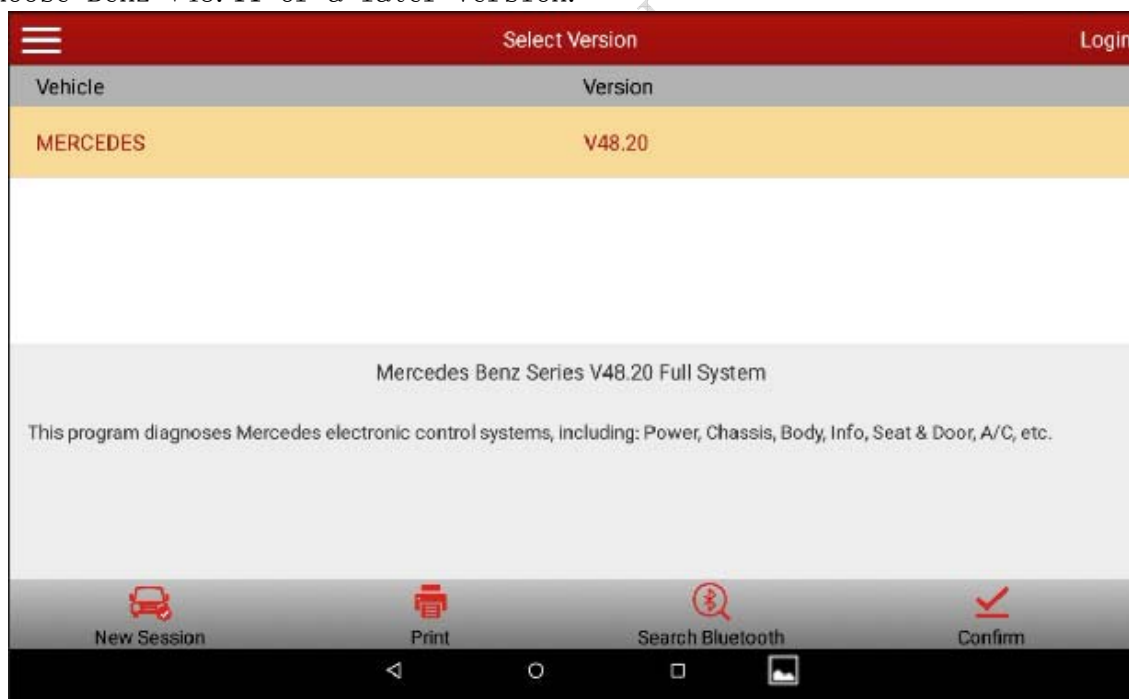 Select Version
Login
Vehicle Version
MERCEDES V48.20
Mercedes Benz Series V48.20 Full System
This program diagnoses Mercedes electronic control systems, including: Power, Chassis, Body, Info, Seat & Door, A/C, etc.
New Session Print Search Bluetooth Confirm